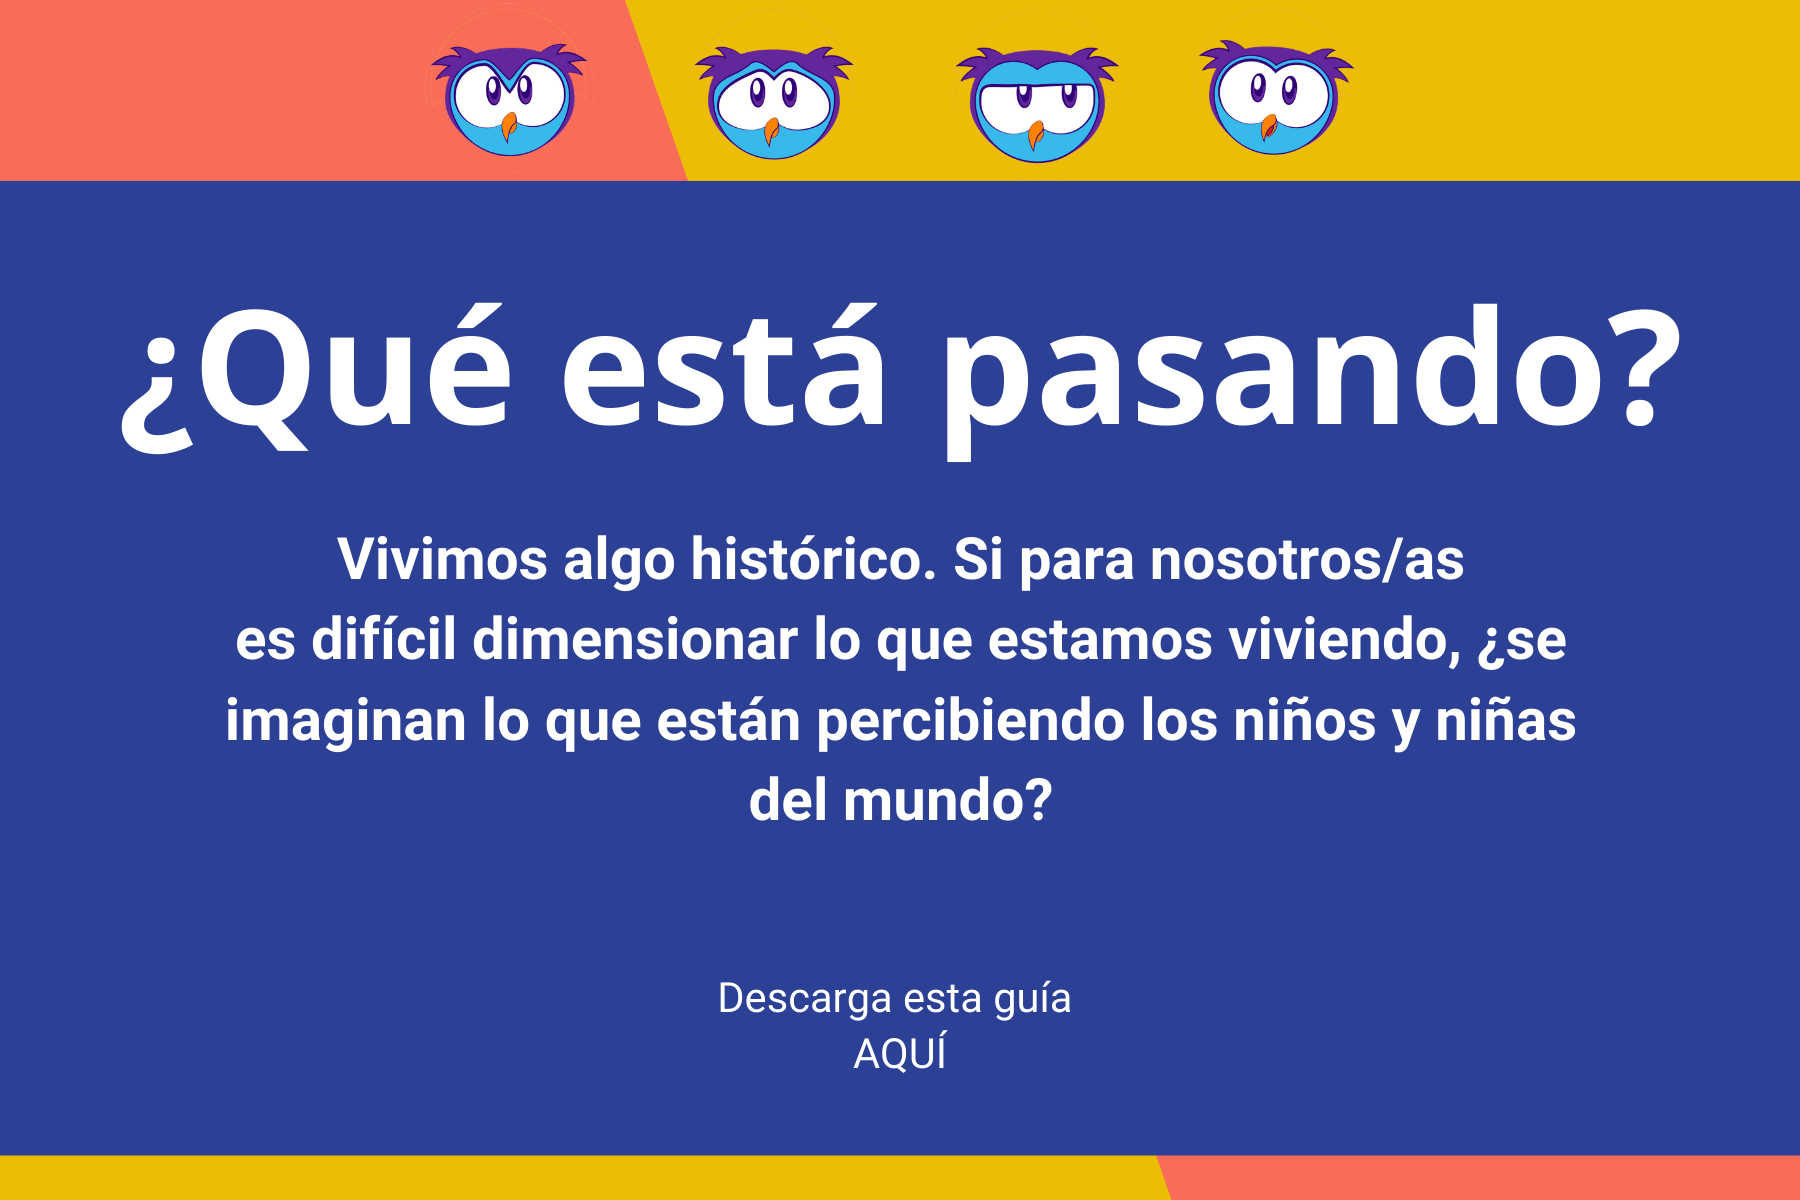 ¿Qué está pasando?
Vivimos algo histórico. Si para nosotros/as
es difícil dimensionar lo que estamos viviendo, ¿se
imaginan lo que están percibiendo los niños y niñas
del mundo?
Descarga esta guía
AQUÍ